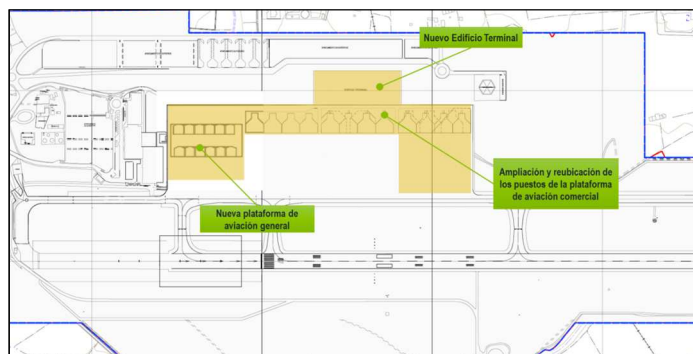 Nuevo Edificio Terminal
Ampliación y reubicación de
los puestos de la plataforma
de aviación comercial
Nueva plataforma de
aviación general